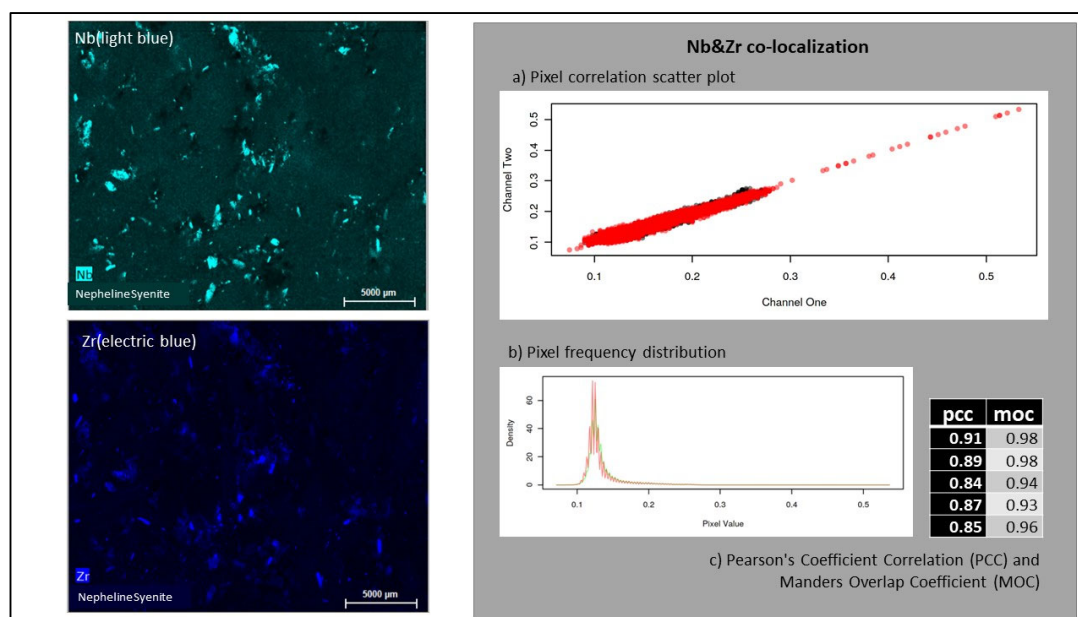 Nb(light blue)
Nb
NephelineSyenite
5000 µm
Zr(electric blue)
Zr
NephelineSyenite
5000 µm
Nb&Zr co-localization
a) Pixel correlation scatter plot
Channel Two
0.5
0.4
0.3
0.2
0.1
0.1 0.2 0.3 0.4 0.5
Channel One
b) Pixel frequency distribution
Density
60
40
20
0
0.1 0.2 0.3 0.4 0.5
Pixel Value
pcc moc
0.91 0.98
0.89 0.98
0.84 0.94
0.87 0.93
0.85 0.96
c) Pearson's Coefficient Correlation (PCC) and
Manders Overlap Coefficient (MOC)